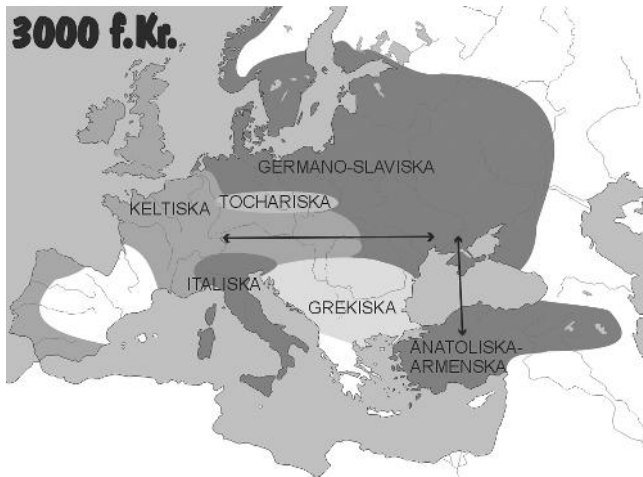 3000 f.Kr.
GERMANO-SLAVISKA
TOCHARISKA
KELTISKA
ITALISKA
GREKISKA
ANATOLISKA-
ARMENSKA